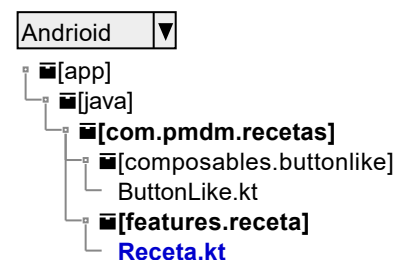 Andrioid
[app]
[java]
[com.pmdm.recetas]
[composables.buttonlike]
ButtonLike.kt
[features.receta]
Receta.kt